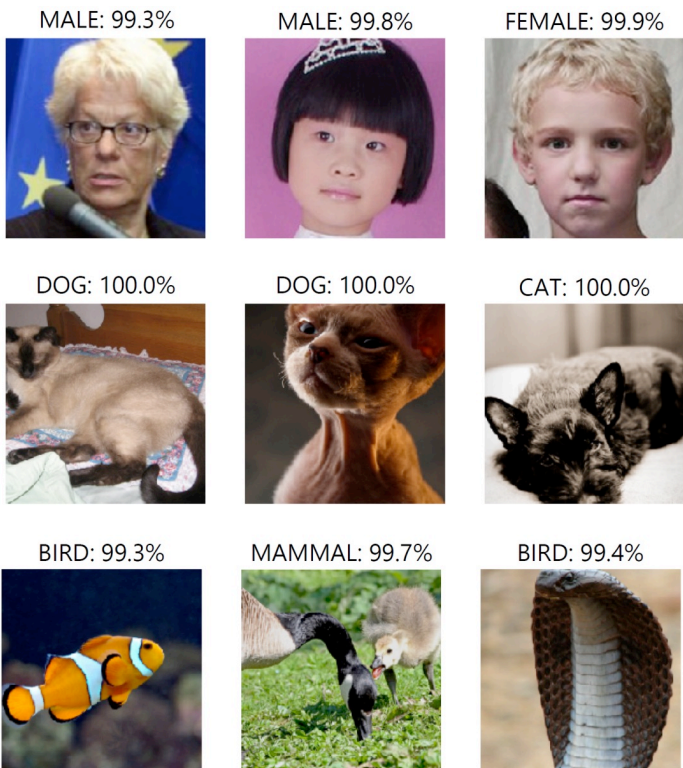 MALE: 99.3%
MALE: 99.8%
FEMALE: 99.9%
DOG: 100.0%
DOG: 100.0%
CAT: 100.0%
BIRD: 99.3%
MAMMAL: 99.7%
BIRD: 99.4%